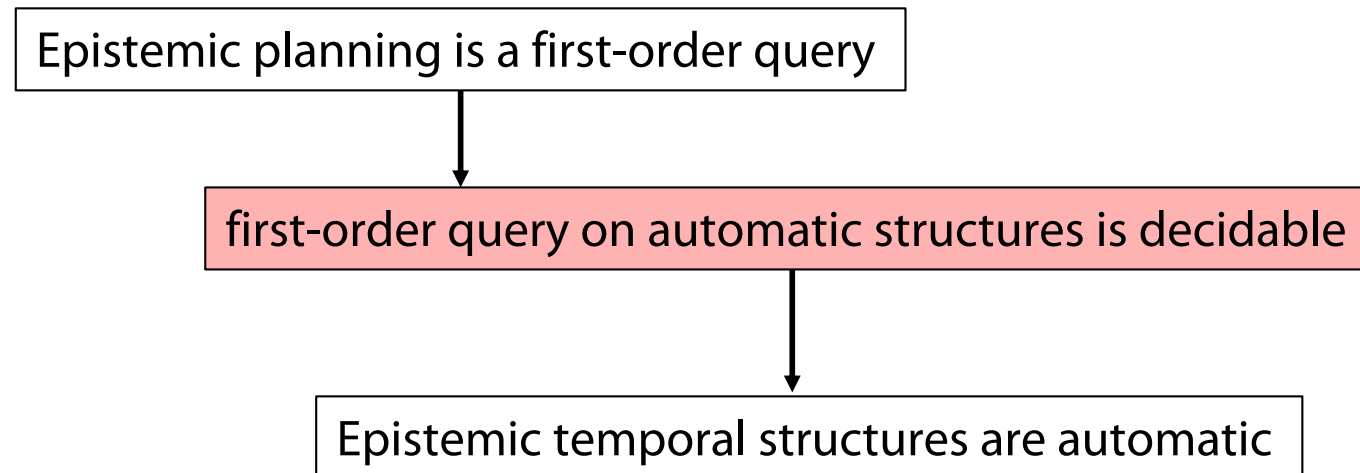 Epistemic planning is a first-order query
first-order query on automatic structures is decidable
Epistemic temporal structures are automatic